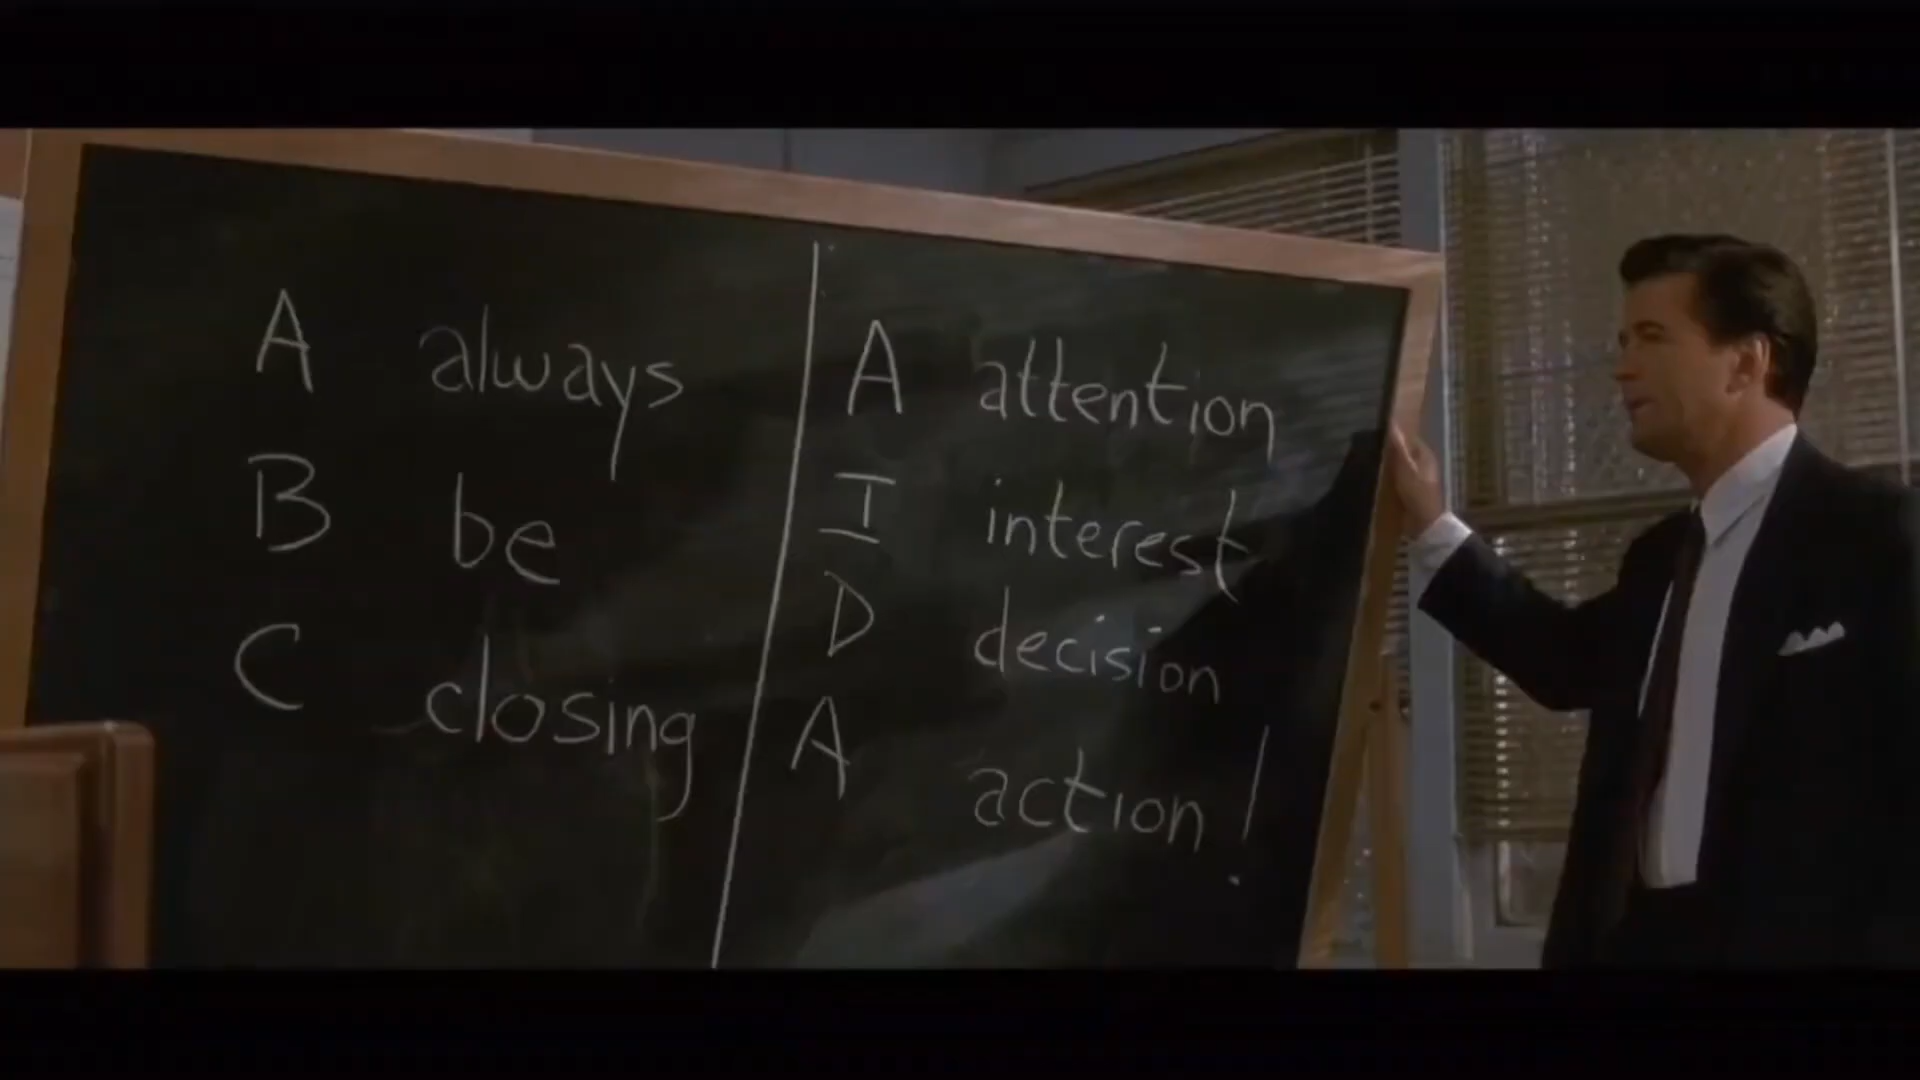 A always
B be
C closing
A attention
I interest
D decision
A action!